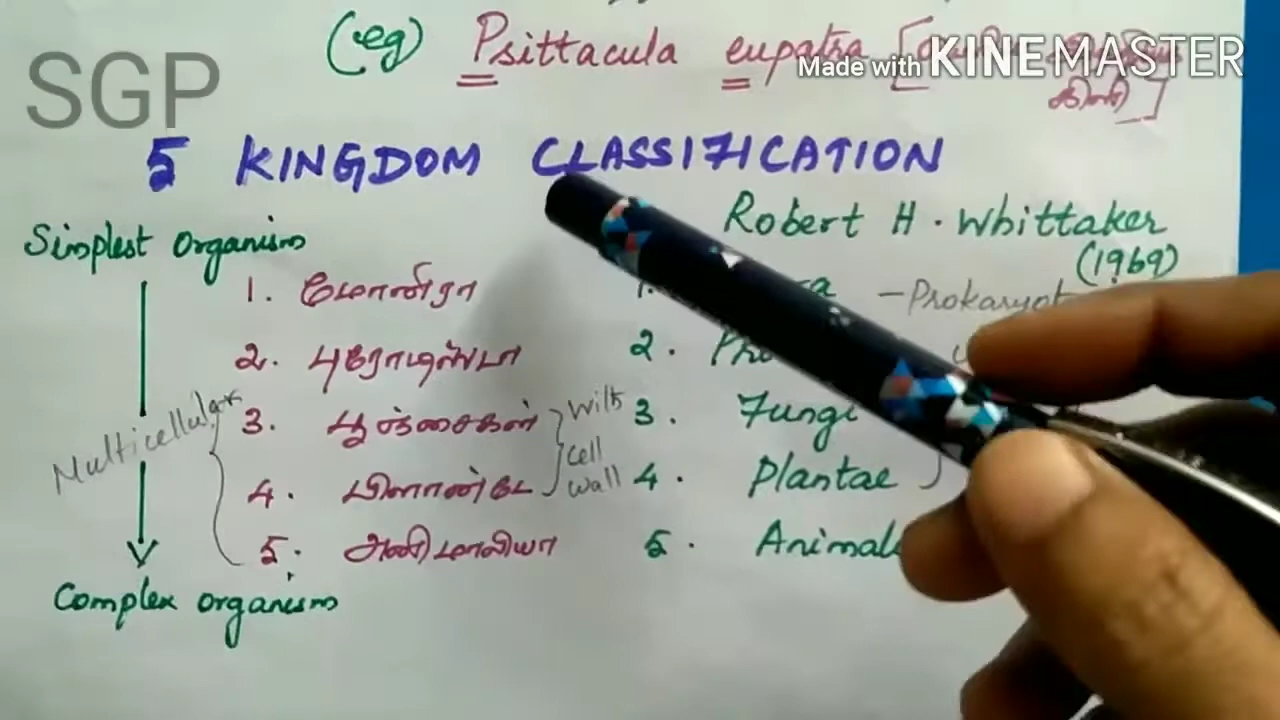 (eg) Psittacula eupatra [
Made with KINEMASTER
கிளி]
SGP
5 KINGDOM CLASSIFICATION
Robert H. Whittaker
(1969)
Simplest Organism
1. மோனிரா 1. - Prokaryot
2. புரோடிஸ்டா 2.
Multicellular
3. பூஞ்சைகள் 3. Fungi
With
cell
wall
4. பிளாண்டே 4. Plantae
5. அனிமாலியா 5. Animal
Complex organism